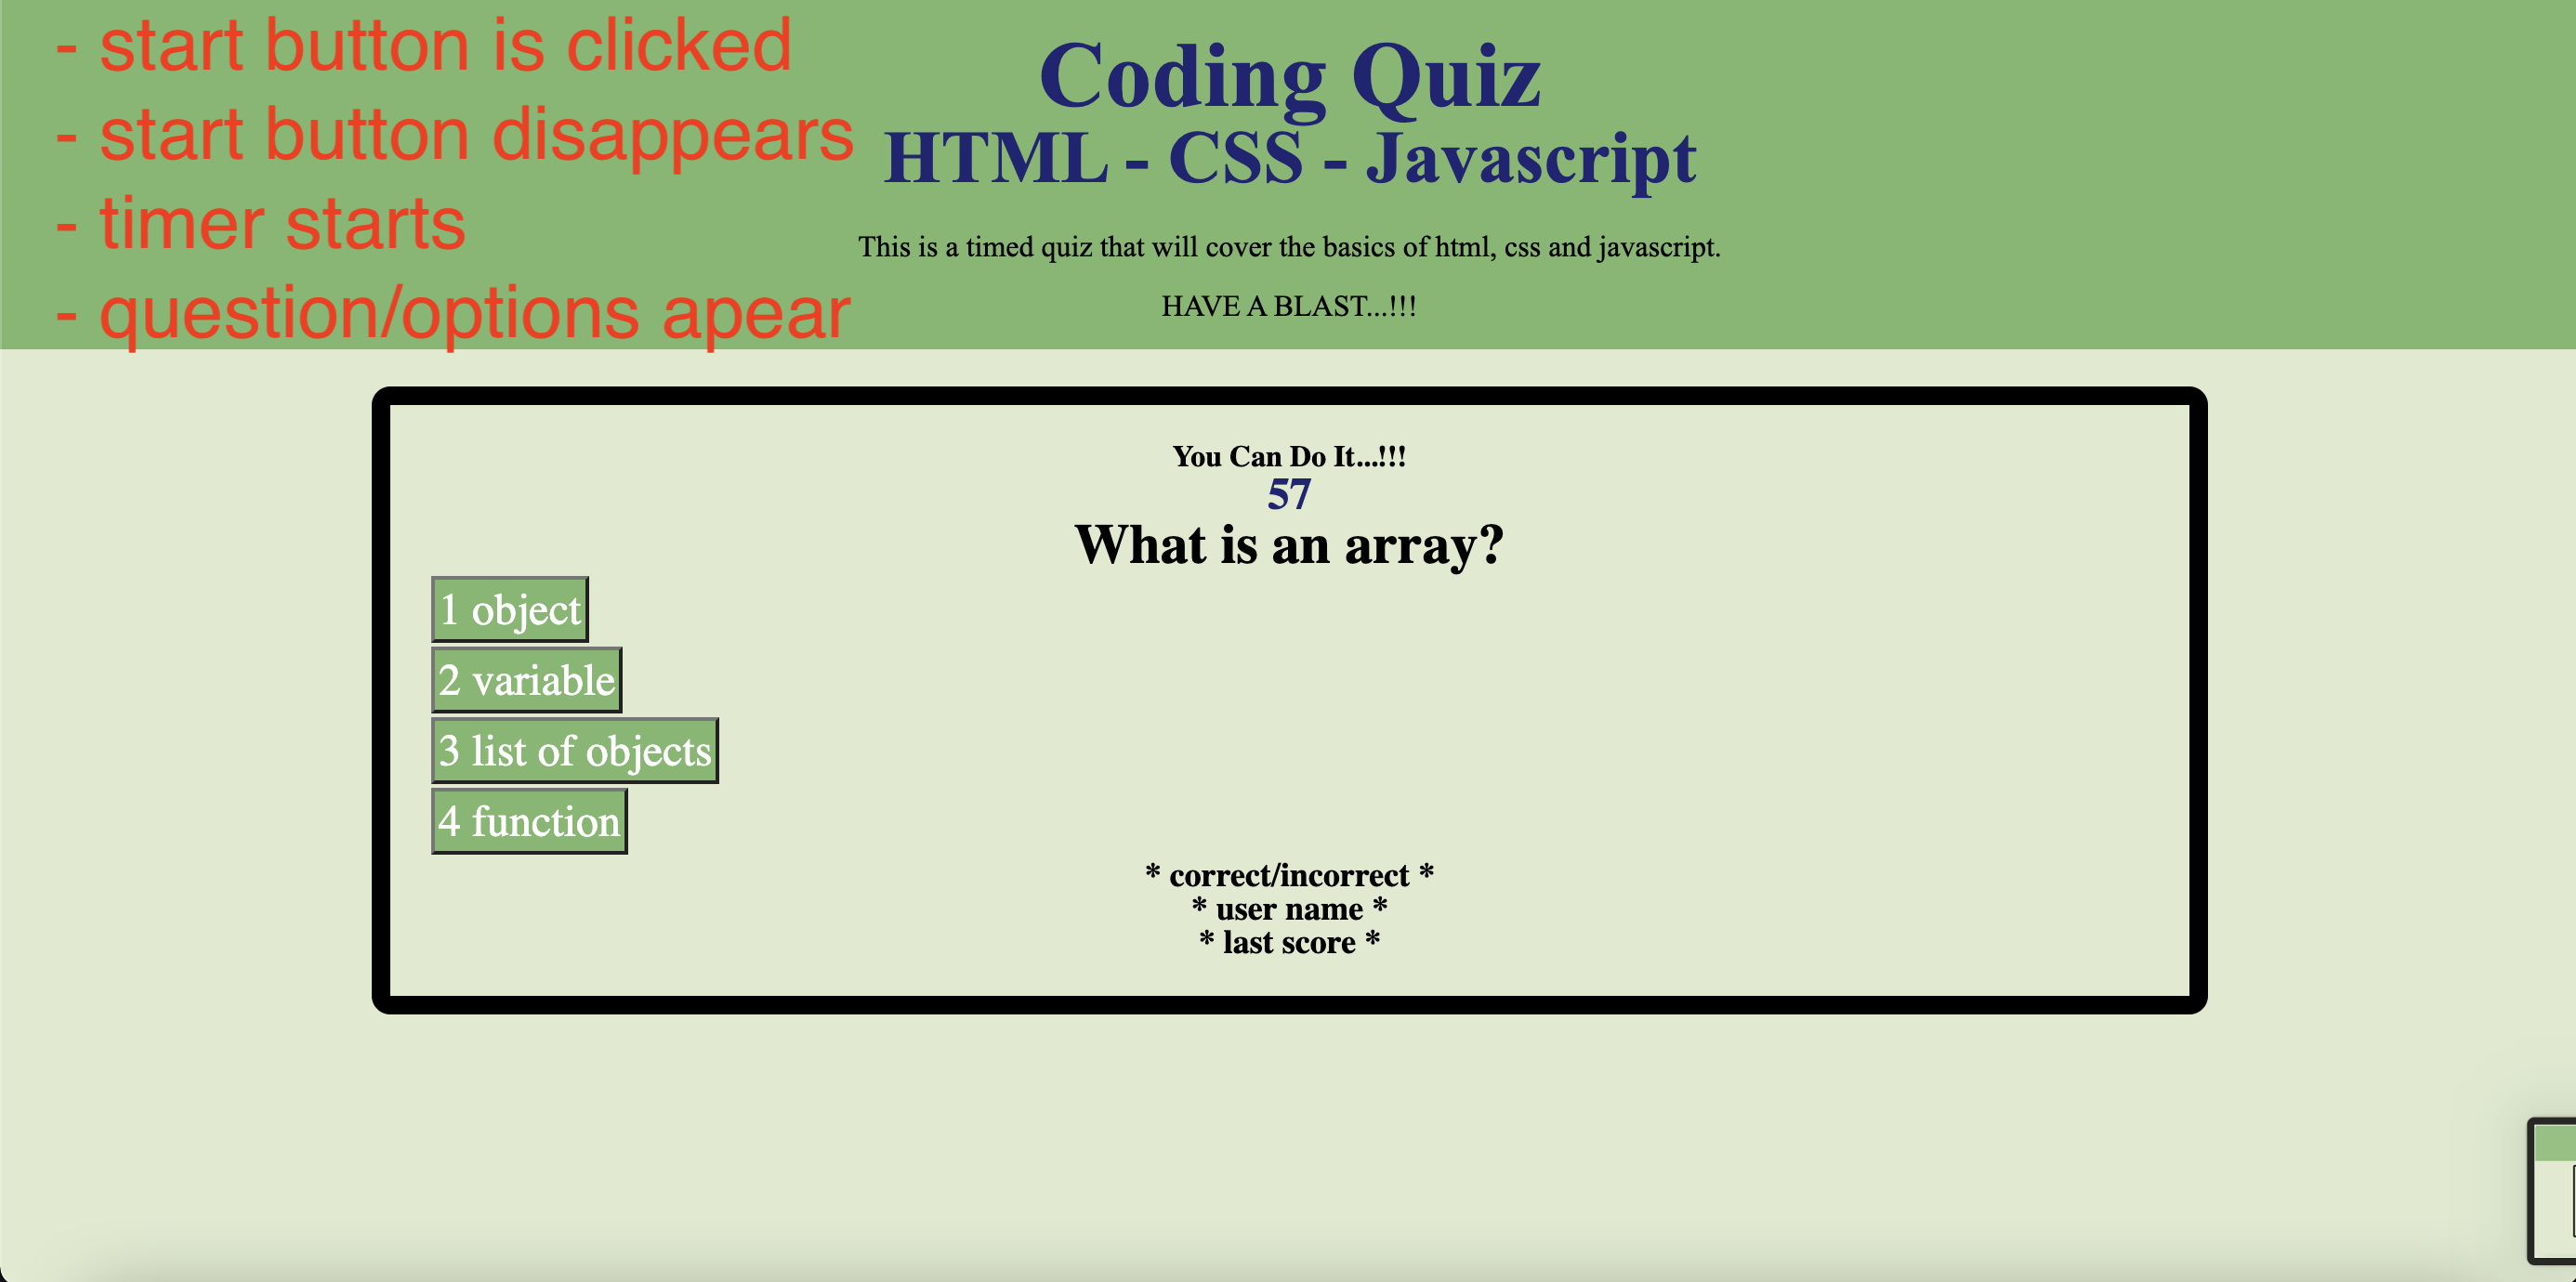 - start button is clicked
- start button disappears
- timer starts
- question/options apear
Coding Quiz
HTML - CSS - Javascript
This is a timed quiz that will cover the basics of html, css and javascript.
HAVE A BLAST...!!!
You Can Do It...!!!
57
What is an array?
1 object
2 variable
3 list of objects
4 function
* correct/incorrect *
* user name *
* last score *